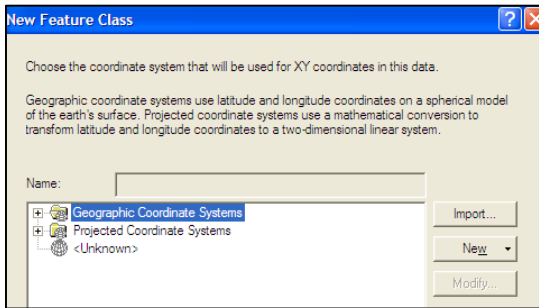 New Feature Class
Choose the coordinate system that will be used for XY coordinates in this data.
Geographic coordinate systems use latitude and longitude coordinates on a spherical model
of the earth's surface. Projected coordinate systems use a mathematical conversion to
transform latitude and longitude coordinates to a two-dimensional linear system.
Name:
Geographic Coordinate Systems
Projected Coordinate Systems
<Unknown>
Import...
New
Modify...